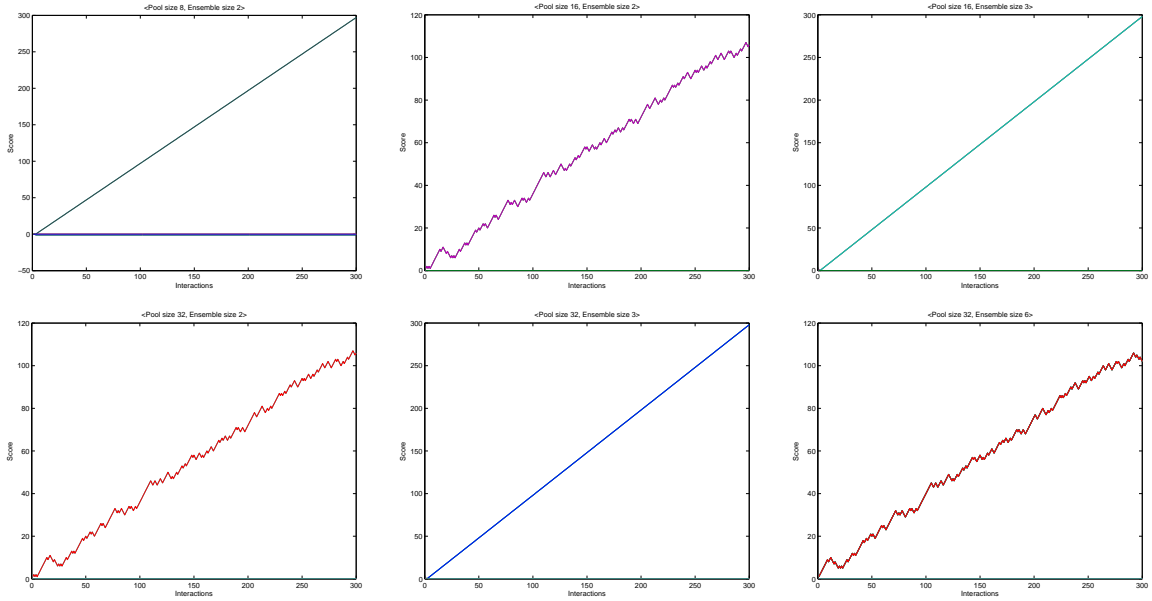 <Pool size 8, Ensemble size 2>
300
250
200
150
100
50
0
−50
Score
0 50 100 150 200 250 300
Interactions
<Pool size 16, Ensemble size 2>
120
100
80
60
40
20
0
Score
0 50 100 150 200 250 300
Interactions
<Pool size 16, Ensemble size 3>
300
250
200
150
100
50
0
Score
0 50 100 150 200 250 300
Interactions
<Pool size 32, Ensemble size 2>
120
100
80
60
40
20
0
Score
0 50 100 150 200 250 300
Interactions
<Pool size 32, Ensemble size 3>
300
250
200
150
100
50
0
Score
0 50 100 150 200 250 300
Interactions
<Pool size 32, Ensemble size 6>
120
100
80
60
40
20
0
Score
0 50 100 150 200 250 300
Interactions